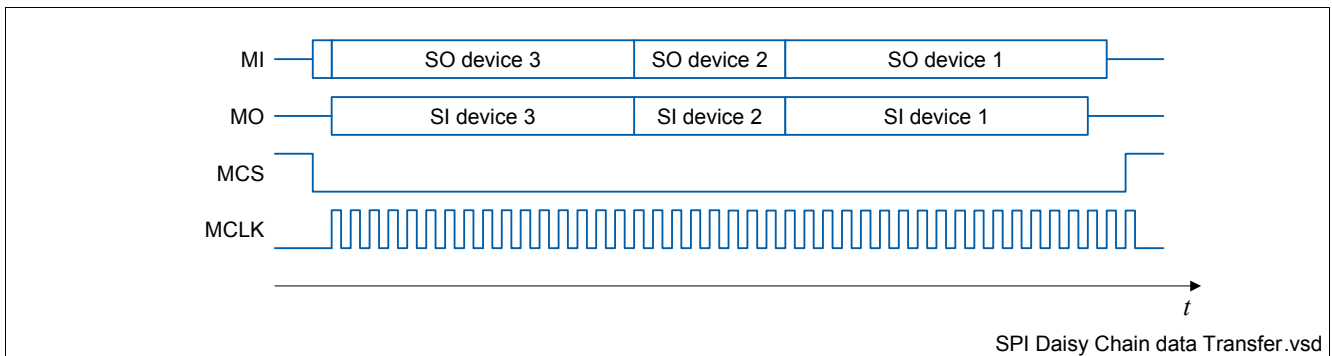 MI SO device 3 SO device 2 SO device 1
MO SI device 3 SI device 2 SI device 1
MCS
MCLK
t
SPI Daisy Chain data Transfer.vsd